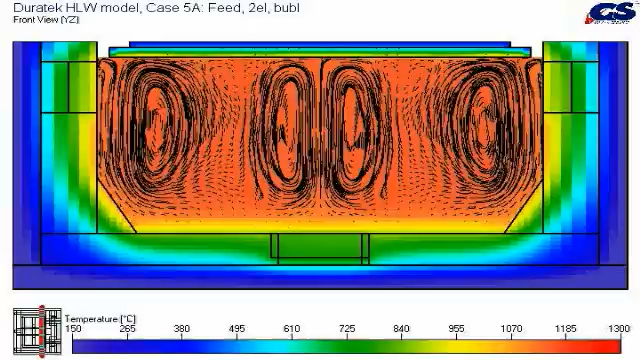 Duratek HLW model, Case 5A: Feed, 2el, bubl
Front View [YZ]
GS
Temperature [°C]
150 265 380 495 610 725 840 955 1070 1185 1300